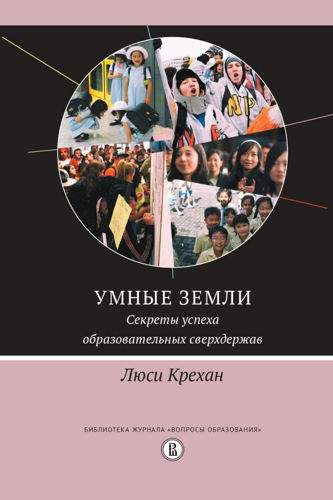 УМНЫЕ ЗЕМЛИ
Секреты успеха
образовательных сверхдержав
Люси Крехан
БИБЛИОТЕКА ЖУРНАЛА «ВОПРОСЫ ОБРАЗОВАНИЯ»